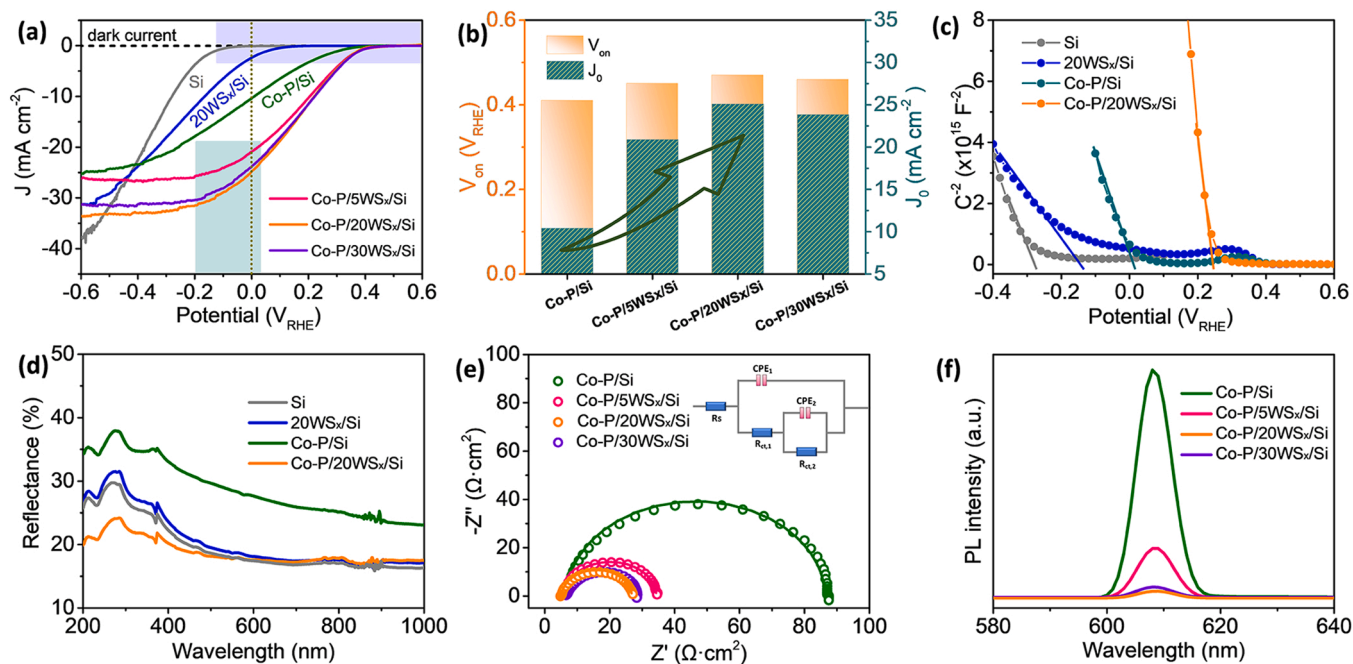 (a)
dark current
Si
20WSₓ/Si
Co-P/Si
Co-P/5WSₓ/Si
Co-P/20WSₓ/Si
Co-P/30WSₓ/Si
0
-10
-20
-30
-40
J (mA cm⁻²)
-0.6 -0.4 -0.2 0.0 0.2 0.4 0.6
Potential (V_RHE)
(b)
V_on
J₀
0.6
0.4
0.2
0.0
V_on (V_RHE)
35
30
25
20
15
10
5
J₀ (mA cm⁻²)
Co-P/Si
Co-P/5WSₓ/Si
Co-P/20WSₓ/Si
Co-P/30WSₓ/Si
(c)
Si
20WSₓ/Si
Co-P/Si
Co-P/20WSₓ/Si
8
6
4
2
0
C⁻² (x10¹⁵ F⁻²)
-0.4 -0.2 0.0 0.2 0.4 0.6
Potential (V_RHE)
(d)
Si
20WSₓ/Si
Co-P/Si
Co-P/20WSₓ/Si
50
40
30
20
10
Reflectance (%)
200 400 600 800 1000
Wavelength (nm)
(e)
Co-P/Si
Co-P/5WSₓ/Si
Co-P/20WSₓ/Si
Co-P/30WSₓ/Si
CPE₁
CPE₂
Rs
R_ct,1
R_ct,2
100
80
60
40
20
0
-Z'' (Ω·cm²)
0 20 40 60 80 100
Z' (Ω·cm²)
(f)
Co-P/Si
Co-P/5WSₓ/Si
Co-P/20WSₓ/Si
Co-P/30WSₓ/Si
PL intensity (a.u.)
580 600 620 640
Wavelength (nm)